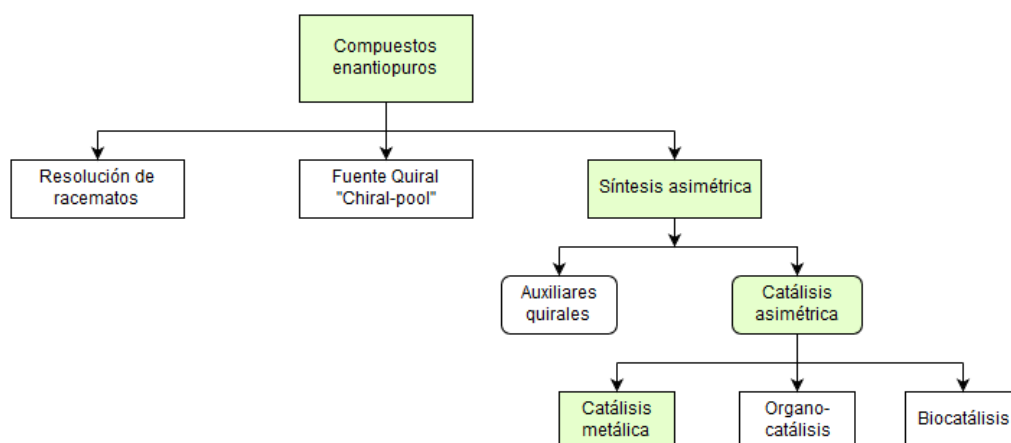 Compuestos
enantiopuros
Resolución de
racematos
Fuente Quiral
"Chiral-pool"
Síntesis asimétrica
Auxiliares
quirales
Catálisis
asimétrica
Catálisis
metálica
Organo-
catálisis
Biocatálisis